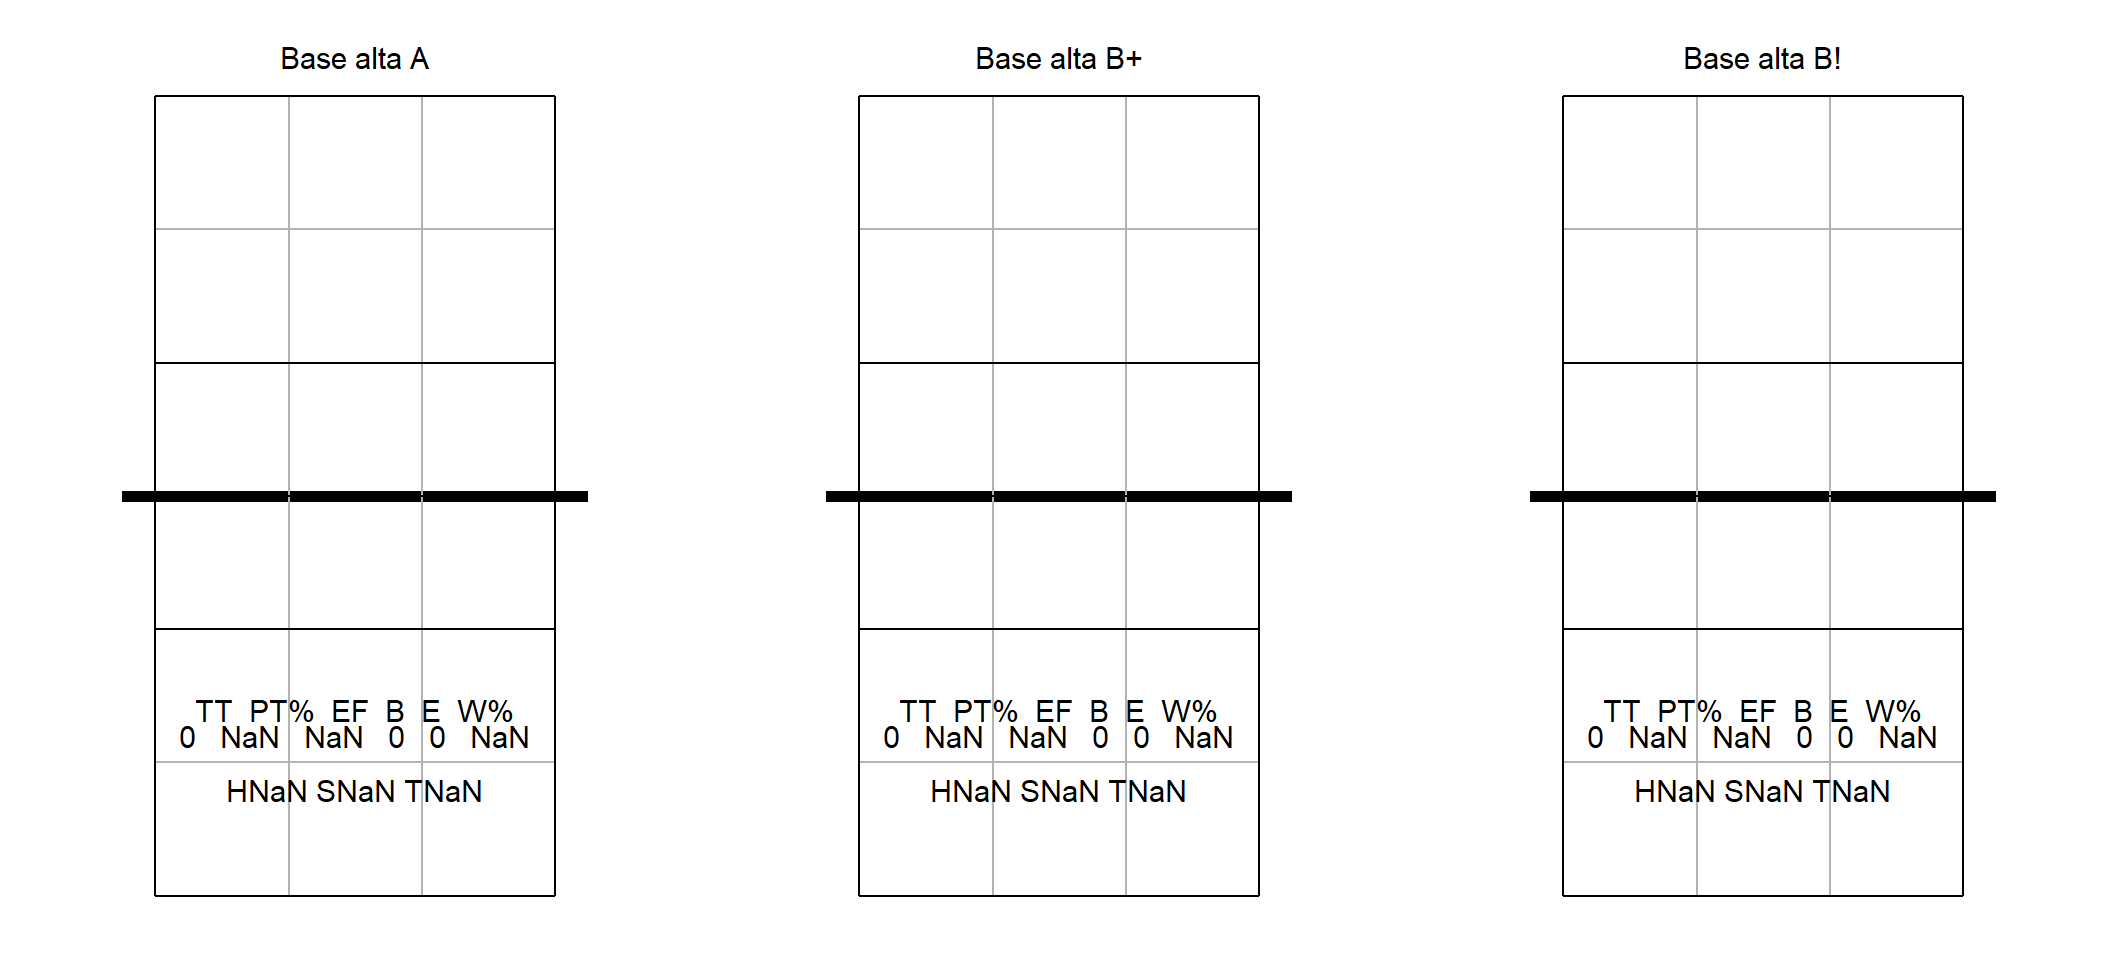 Base alta A
TT PT% EF B E W%
0 NaN NaN 0 0 NaN
HNaN SNaN TNaN
Base alta B+
TT PT% EF B E W%
0 NaN NaN 0 0 NaN
HNaN SNaN TNaN
Base alta B!
TT PT% EF B E W%
0 NaN NaN 0 0 NaN
HNaN SNaN TNaN